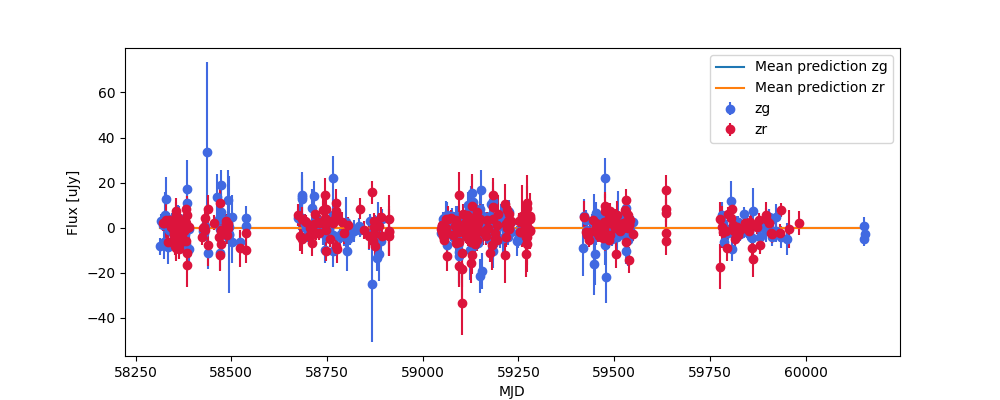 Mean prediction zg
Mean prediction zr
zg
zr
60
40
20
0
−20
−40
Flux [uJy]
58250
58500
58750
59000
59250
59500
59750
60000
MJD